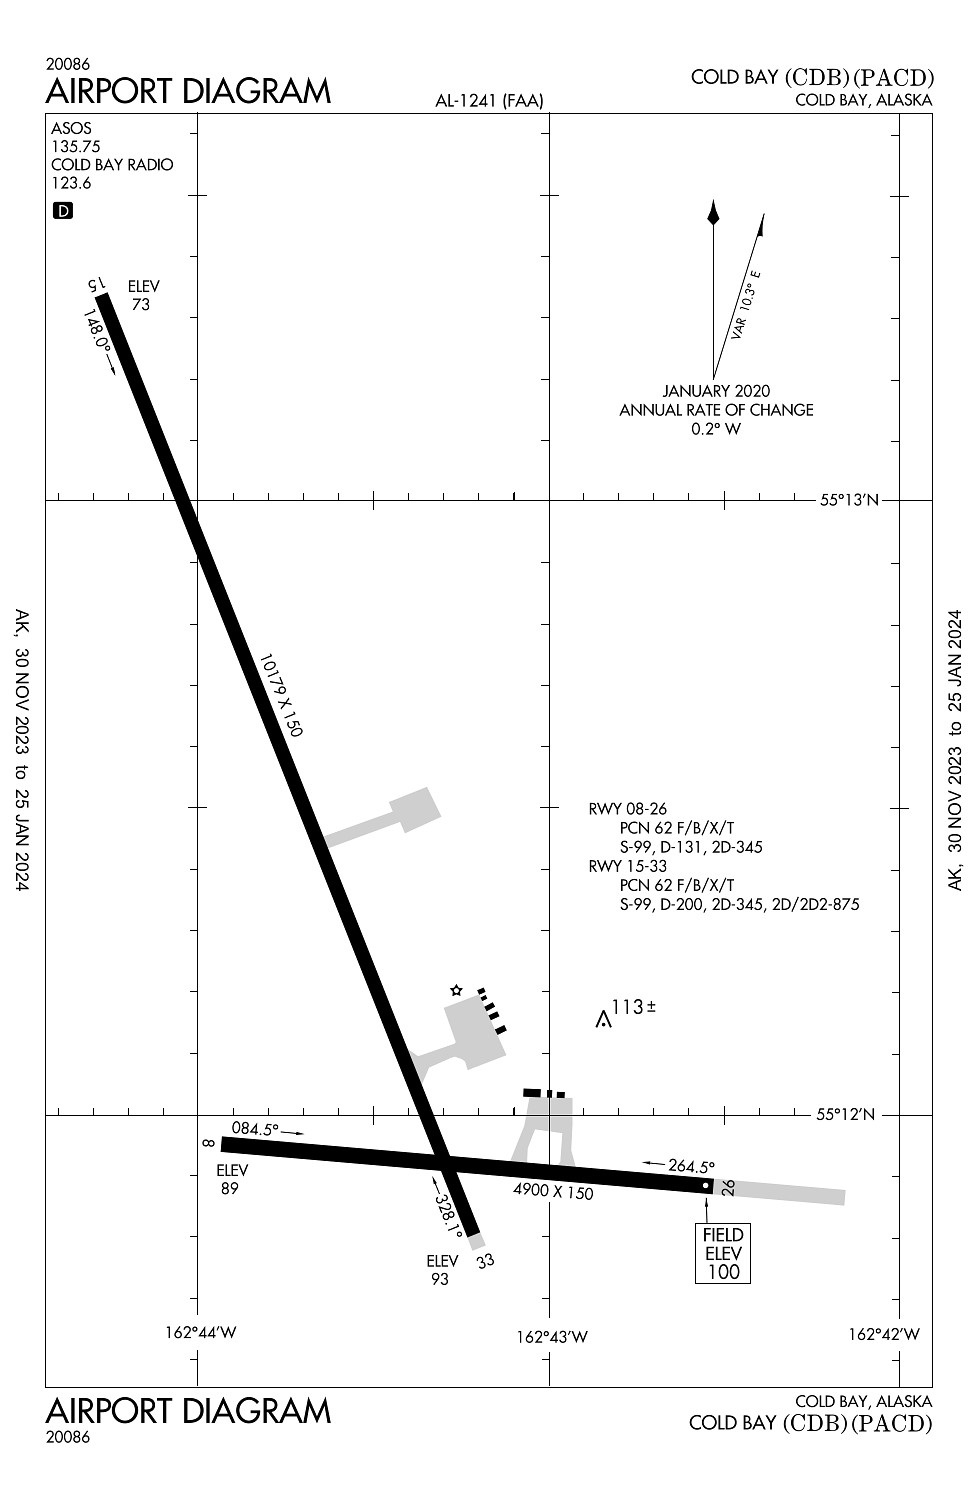 20086
AIRPORT DIAGRAM
AL-1241 (FAA)
COLD BAY (CDB) (PACD)
COLD BAY, ALASKA
ASOS
135.75
COLD BAY RADIO
123.6
D
15
ELEV
73
148.0°
VAR 10.3° E
JANUARY 2020
ANNUAL RATE OF CHANGE
0.2° W
55°13'N
AK, 30 NOV 2023 to 25 JAN 2024
AK, 30 NOV 2023 to 25 JAN 2024
10179 X 150
RWY 08-26
PCN 62 F/B/X/T
S-99, D-131, 2D-345
RWY 15-33
PCN 62 F/B/X/T
S-99, D-200, 2D-345, 2D/2D2-875
113 ±
55°12'N
8
084.5°
ELEV
89
264.5°
26
4900 X 150
328.1°
33
ELEV
93
FIELD
ELEV
100
162°44'W
162°43'W
162°42'W
AIRPORT DIAGRAM
20086
COLD BAY, ALASKA
COLD BAY (CDB) (PACD)